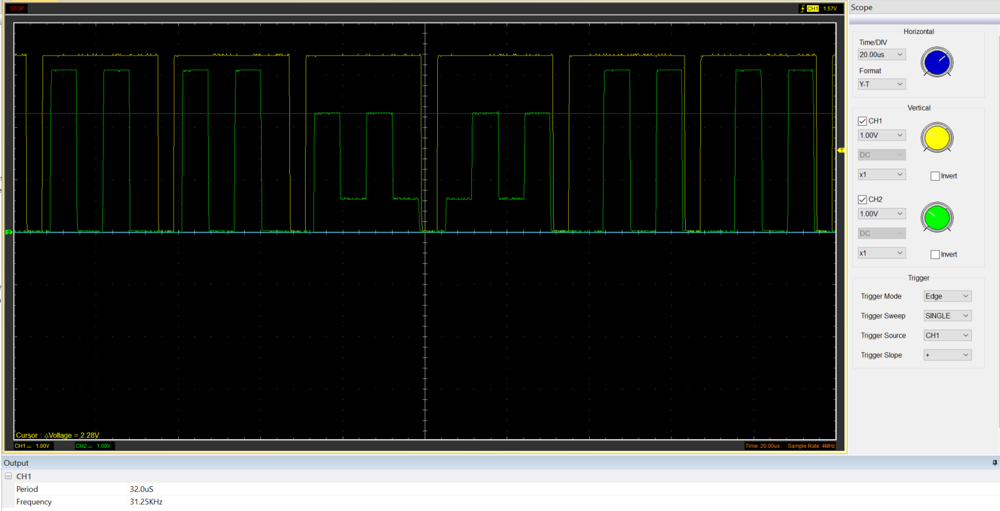 STOP
CH1 1.57V
Scope
Horizontal
Time/DIV
20.00us
Format
Y-T
Vertical
CH1
1.00V
DC
x1
Invert
CH2
1.00V
DC
x1
Invert
Trigger
Trigger Mode Edge
Trigger Sweep SINGLE
Trigger Source CH1
Trigger Slope +
T
2
Cursor : △Voltage = 2.28V
CH1 1.00V CH2 1.00V Time: 20.00us Sample Rate: 4MHz
Output
CH1
Period 32.0uS
Frequency 31.25KHz